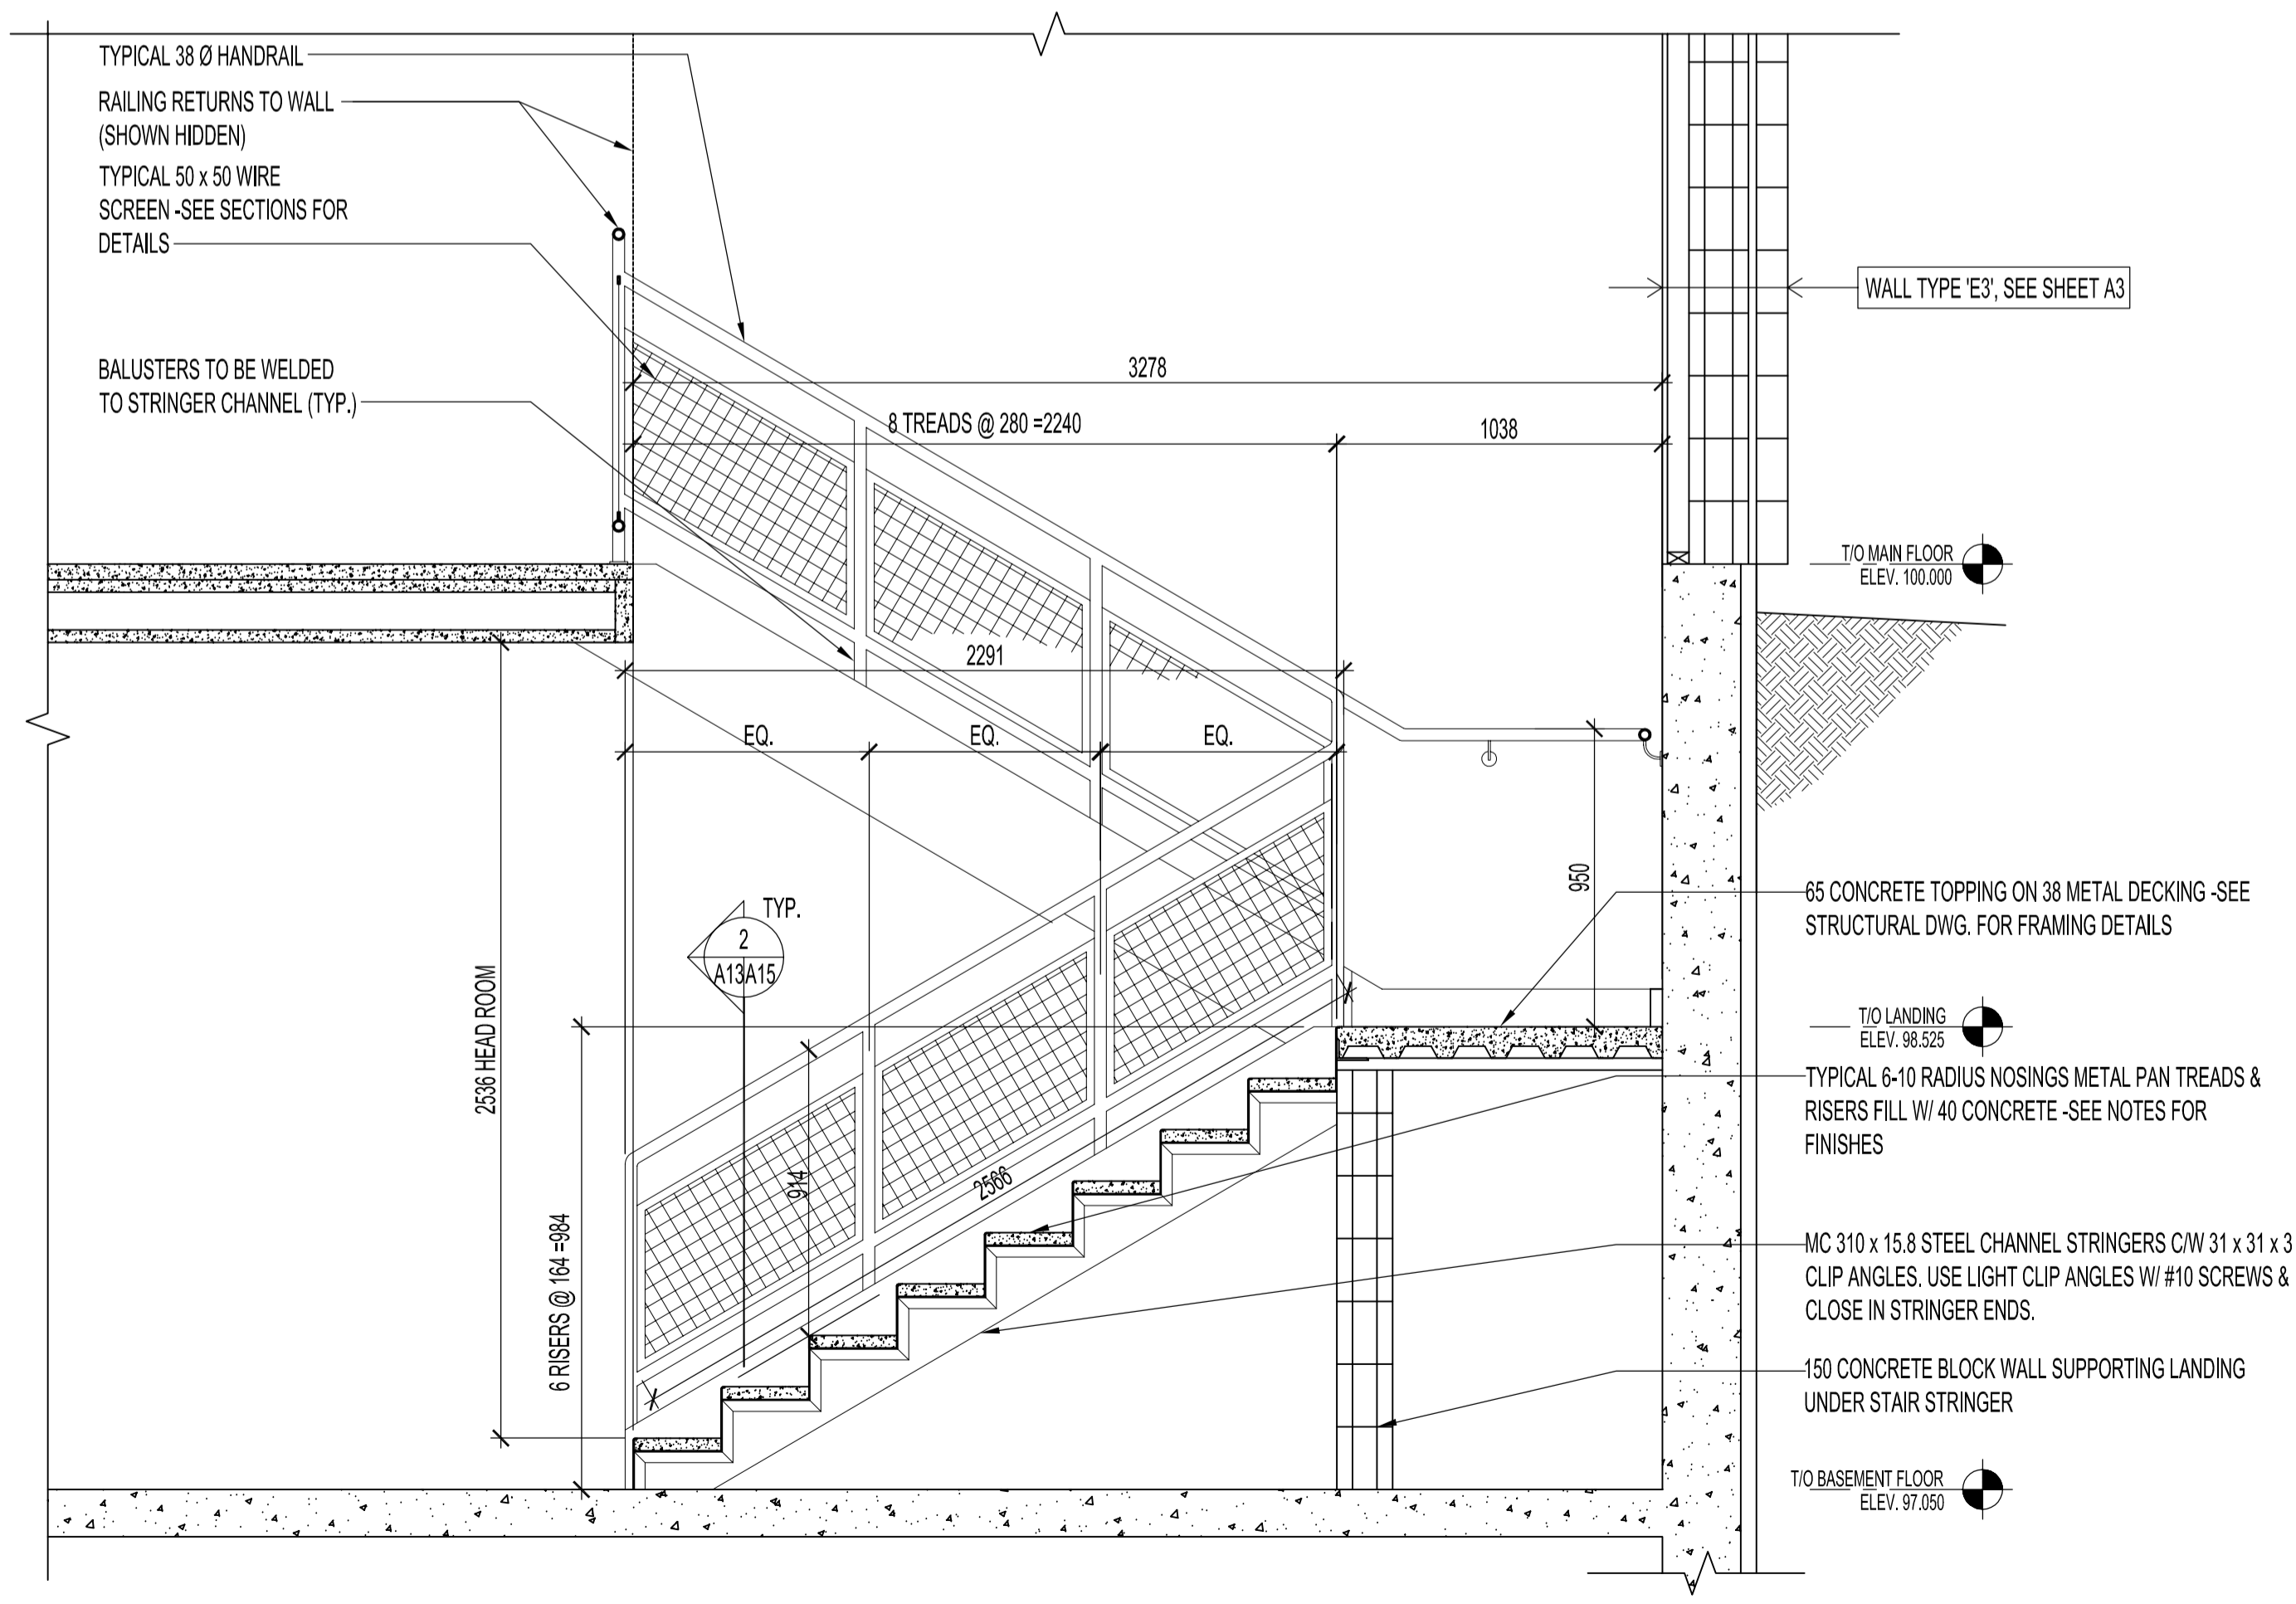 TYPICAL 38 Ø HANDRAIL
RAILING RETURNS TO WALL
(SHOWN HIDDEN)
TYPICAL 50 x 50 WIRE
SCREEN -SEE SECTIONS FOR
DETAILS
BALUSTERS TO BE WELDED
TO STRINGER CHANNEL (TYP.)
WALL TYPE 'E3', SEE SHEET A3
3278
8 TREADS @ 280 =2240
1038
T/O MAIN FLOOR
ELEV. 100.000
2291
EQ.
EQ.
EQ.
950
65 CONCRETE TOPPING ON 38 METAL DECKING -SEE
STRUCTURAL DWG. FOR FRAMING DETAILS
TYP.
2
A13A15
2536 HEAD ROOM
T/O LANDING
ELEV. 98.525
TYPICAL 6-10 RADIUS NOSINGS METAL PAN TREADS &
RISERS FILL W/ 40 CONCRETE -SEE NOTES FOR
FINISHES
914
2566
6 RISERS @ 164 =984
MC 310 x 15.8 STEEL CHANNEL STRINGERS C/W 31 x 31 x 3
CLIP ANGLES. USE LIGHT CLIP ANGLES W/ #10 SCREWS &
CLOSE IN STRINGER ENDS.
150 CONCRETE BLOCK WALL SUPPORTING LANDING
UNDER STAIR STRINGER
T/O BASEMENT FLOOR
ELEV. 97.050